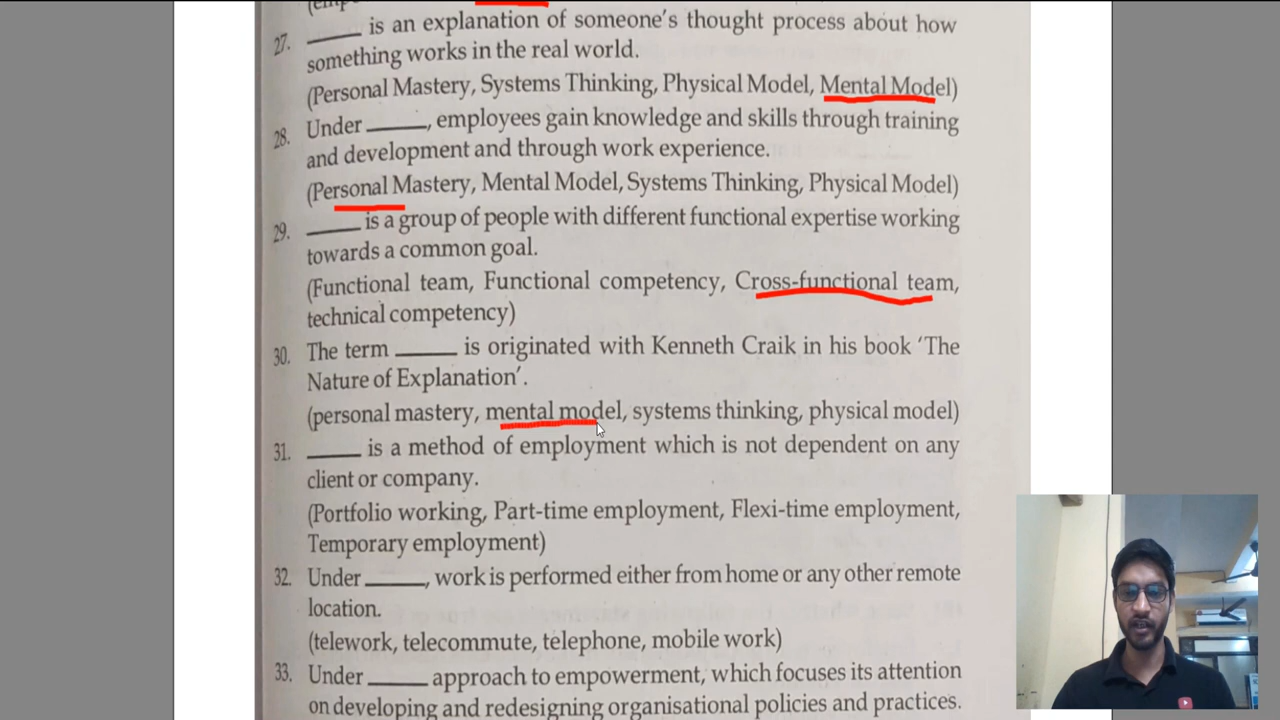 27. _____ is an explanation of someone's thought process about how
something works in the real world.
(Personal Mastery, Systems Thinking, Physical Model, Mental Model)
28. Under _____, employees gain knowledge and skills through training
and development and through work experience.
(Personal Mastery, Mental Model, Systems Thinking, Physical Model)
29. _____ is a group of people with different functional expertise working
towards a common goal.
(Functional team, Functional competency, Cross-functional team,
technical competency)
30. The term _____ is originated with Kenneth Craik in his book 'The
Nature of Explanation'.
(personal mastery, mental model, systems thinking, physical model)
31. _____ is a method of employment which is not dependent on any
client or company.
(Portfolio working, Part-time employment, Flexi-time employment,
Temporary employment)
32. Under _____, work is performed either from home or any other remote
location.
(telework, telecommute, telephone, mobile work)
33. Under _____ approach to empowerment, which focuses its attention
on developing and redesigning organisational policies and practices.